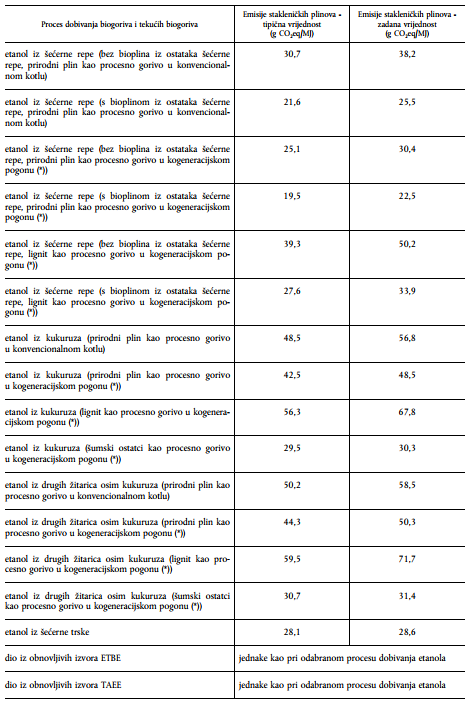 Proces dobivanja biogoriva i tekućih biogoriva
Emisije stakleničkih plinova -
tipična vrijednost
(g CO₂eq/MJ)
Emisije stakleničkih plinova -
zadana vrijednost
(g CO₂eq/MJ)
etanol iz šećerne repe (bez bioplina iz ostataka šećerne
repe, prirodni plin kao procesno gorivo u konvencional-
nom kotlu)
30,7
38,2
etanol iz šećerne repe (s bioplinom iz ostataka šećerne
repe, prirodni plin kao procesno gorivo u konvencional-
nom kotlu)
21,6
25,5
etanol iz šećerne repe (bez bioplina iz ostataka šećerne
repe, prirodni plin kao procesno gorivo u kogeneracijskom
pogonu (*))
25,1
30,4
etanol iz šećerne repe (s bioplinom iz ostataka šećerne
repe, prirodni plin kao procesno gorivo u kogeneracijskom
pogonu (*))
19,5
22,5
etanol iz šećerne repe (bez bioplina iz ostataka šećerne
repe, lignit kao procesno gorivo u kogeneracijskom po-
gonu (*))
39,3
50,2
etanol iz šećerne repe (s bioplinom iz ostataka šećerne
repe, lignit kao procesno gorivo u kogeneracijskom po-
gonu (*))
27,6
33,9
etanol iz kukuruza (prirodni plin kao procesno gorivo
u konvencionalnom kotlu)
48,5
56,8
etanol iz kukuruza (prirodni plin kao procesno gorivo
u kogeneracijskom pogonu (*))
42,5
48,5
etanol iz kukuruza (lignit kao procesno gorivo u kogenera-
cijskom pogonu (*))
56,3
67,8
etanol iz kukuruza (šumski ostatci kao procesno gorivo
u kogeneracijskom pogonu (*))
29,5
30,3
etanol iz drugih žitarica osim kukuruza (prirodni plin kao
procesno gorivo u konvencionalnom kotlu)
50,2
58,5
etanol iz drugih žitarica osim kukuruza (prirodni plin kao
procesno gorivo u kogeneracijskom pogonu (*))
44,3
50,3
etanol iz drugih žitarica osim kukuruza (lignit kao pro-
cesno gorivo u kogeneracijskom pogonu (*))
59,5
71,7
etanol iz drugih žitarica osim kukuruza (šumski ostatci
kao procesno gorivo u kogeneracijskom pogonu (*))
30,7
31,4
etanol iz šećerne trske
28,1
28,6
dio iz obnovljivih izvora ETBE
jednake kao pri odabranom procesu dobivanja etanola
dio iz obnovljivih izvora TAEE
jednake kao pri odabranom procesu dobivanja etanola